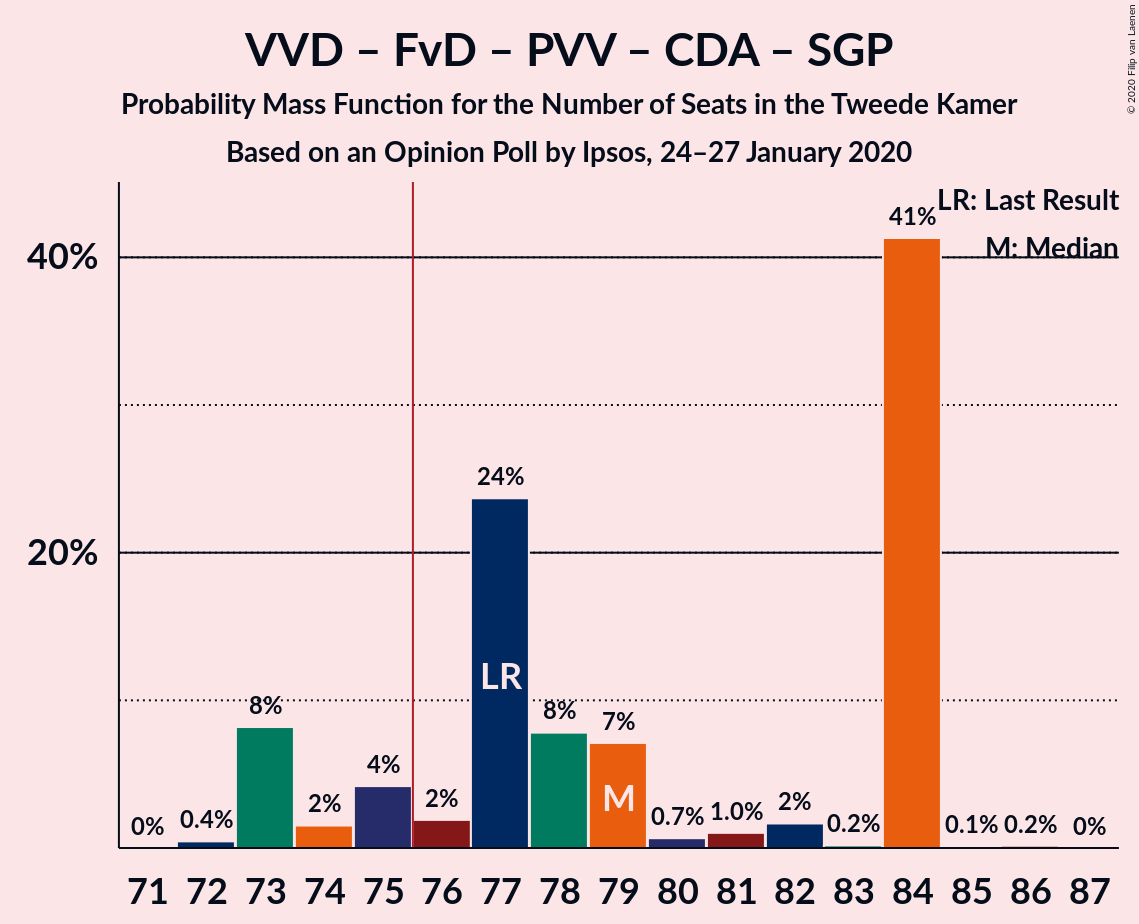 VVD – FvD – PVV – CDA – SGP
Probability Mass Function for the Number of Seats in the Tweede Kamer
Based on an Opinion Poll by Ipsos, 24–27 January 2020
© 2020 Filip van Laenen
LR: Last Result
M: Median
40%
20%
0%
0.4%
8%
2%
4%
2%
24%
8%
7%
0.7%
1.0%
2%
0.2%
41%
0.1%
0.2%
0%
LR
M
71 72 73 74 75 76 77 78 79 80 81 82 83 84 85 86 87